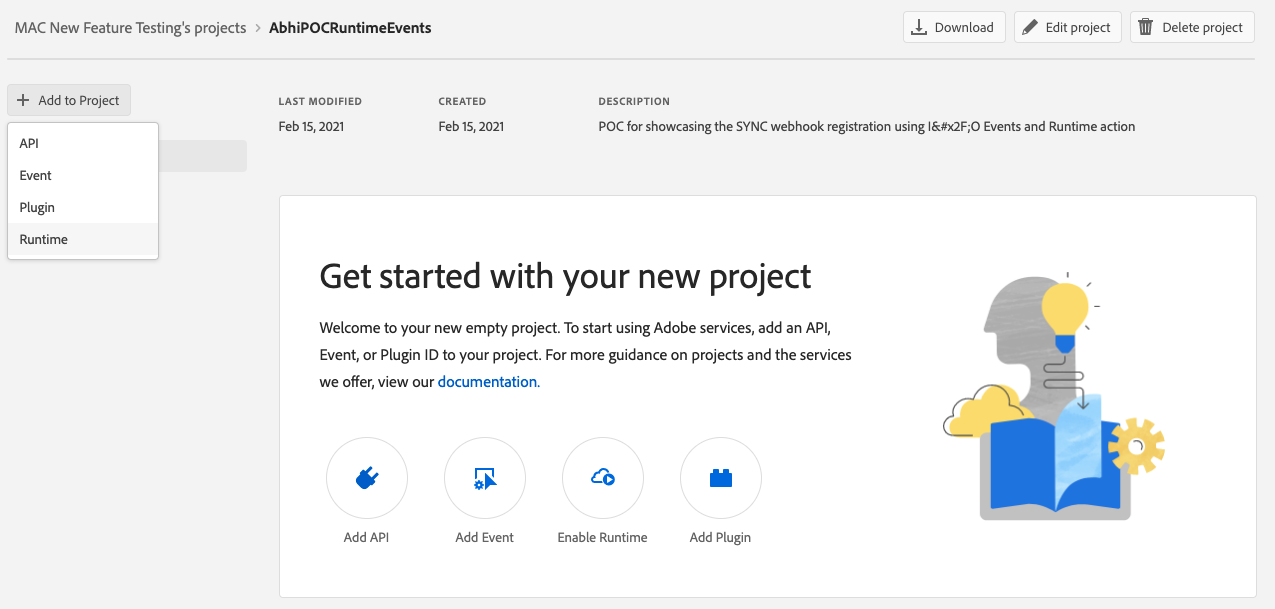 MAC New Feature Testing's projects > AbhiPOCRuntimeEvents
Download
Edit project
Delete project
+ Add to Project
API
Event
Plugin
Runtime
LAST MODIFIED
Feb 15, 2021
CREATED
Feb 15, 2021
DESCRIPTION
POC for showcasing the SYNC webhook registration using I&#x2F;O Events and Runtime action
Get started with your new project
Welcome to your new empty project. To start using Adobe services, add an API,
Event, or Plugin ID to your project. For more guidance on projects and the services
we offer, view our documentation.
Add API
Add Event
Enable Runtime
Add Plugin